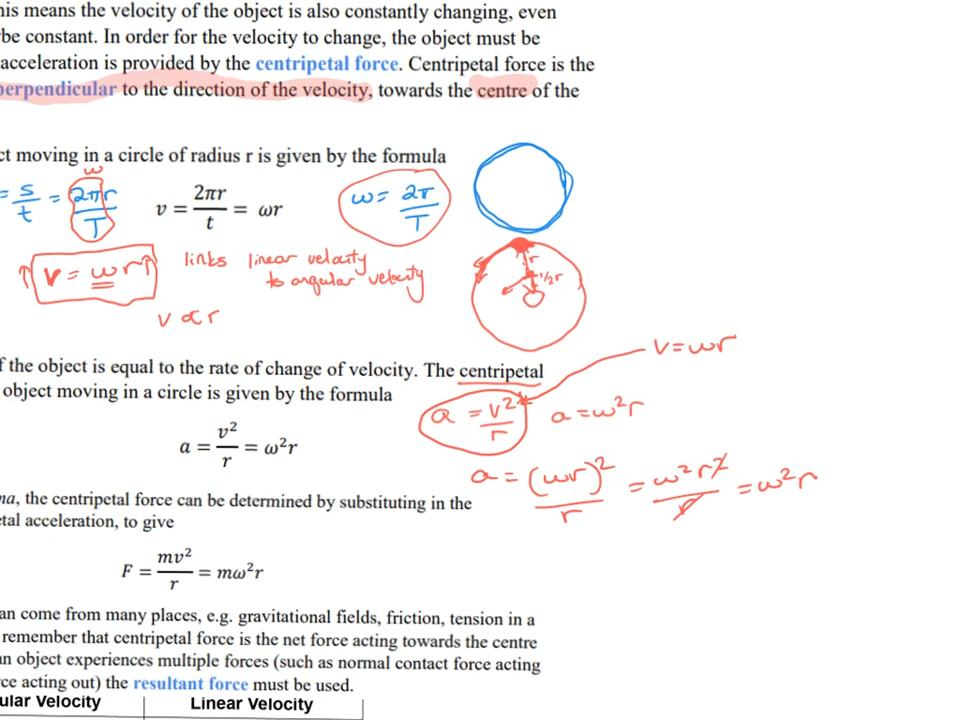 his means the velocity of the object is also constantly changing, even
be constant. In order for the velocity to change, the object must be
acceleration is provided by the centripetal force. Centripetal force is the
perpendicular to the direction of the velocity, towards the centre of the
ct moving in a circle of radius r is given by the formula
ω
= s/t = 2πr/T
v = 2πr/t = ωr
ω = 2π/T
↑ v = ωr ↑
links linear velocity
to angular velocity
v ∝ r
r
1/2r
v = ωr
f the object is equal to the rate of change of velocity. The centripetal
object moving in a circle is given by the formula
a = v²/r
a = ω²r
a = v²/r = ω²r
a = (ωr)²/r = ω²r²/r = ω²r
ma, the centripetal force can be determined by substituting in the
etal acceleration, to give
F = mv²/r = mω²r
an come from many places, e.g. gravitational fields, friction, tension in a
remember that centripetal force is the net force acting towards the centre
an object experiences multiple forces (such as normal contact force acting
rce acting out) the resultant force must be used.
ular Velocity
Linear Velocity